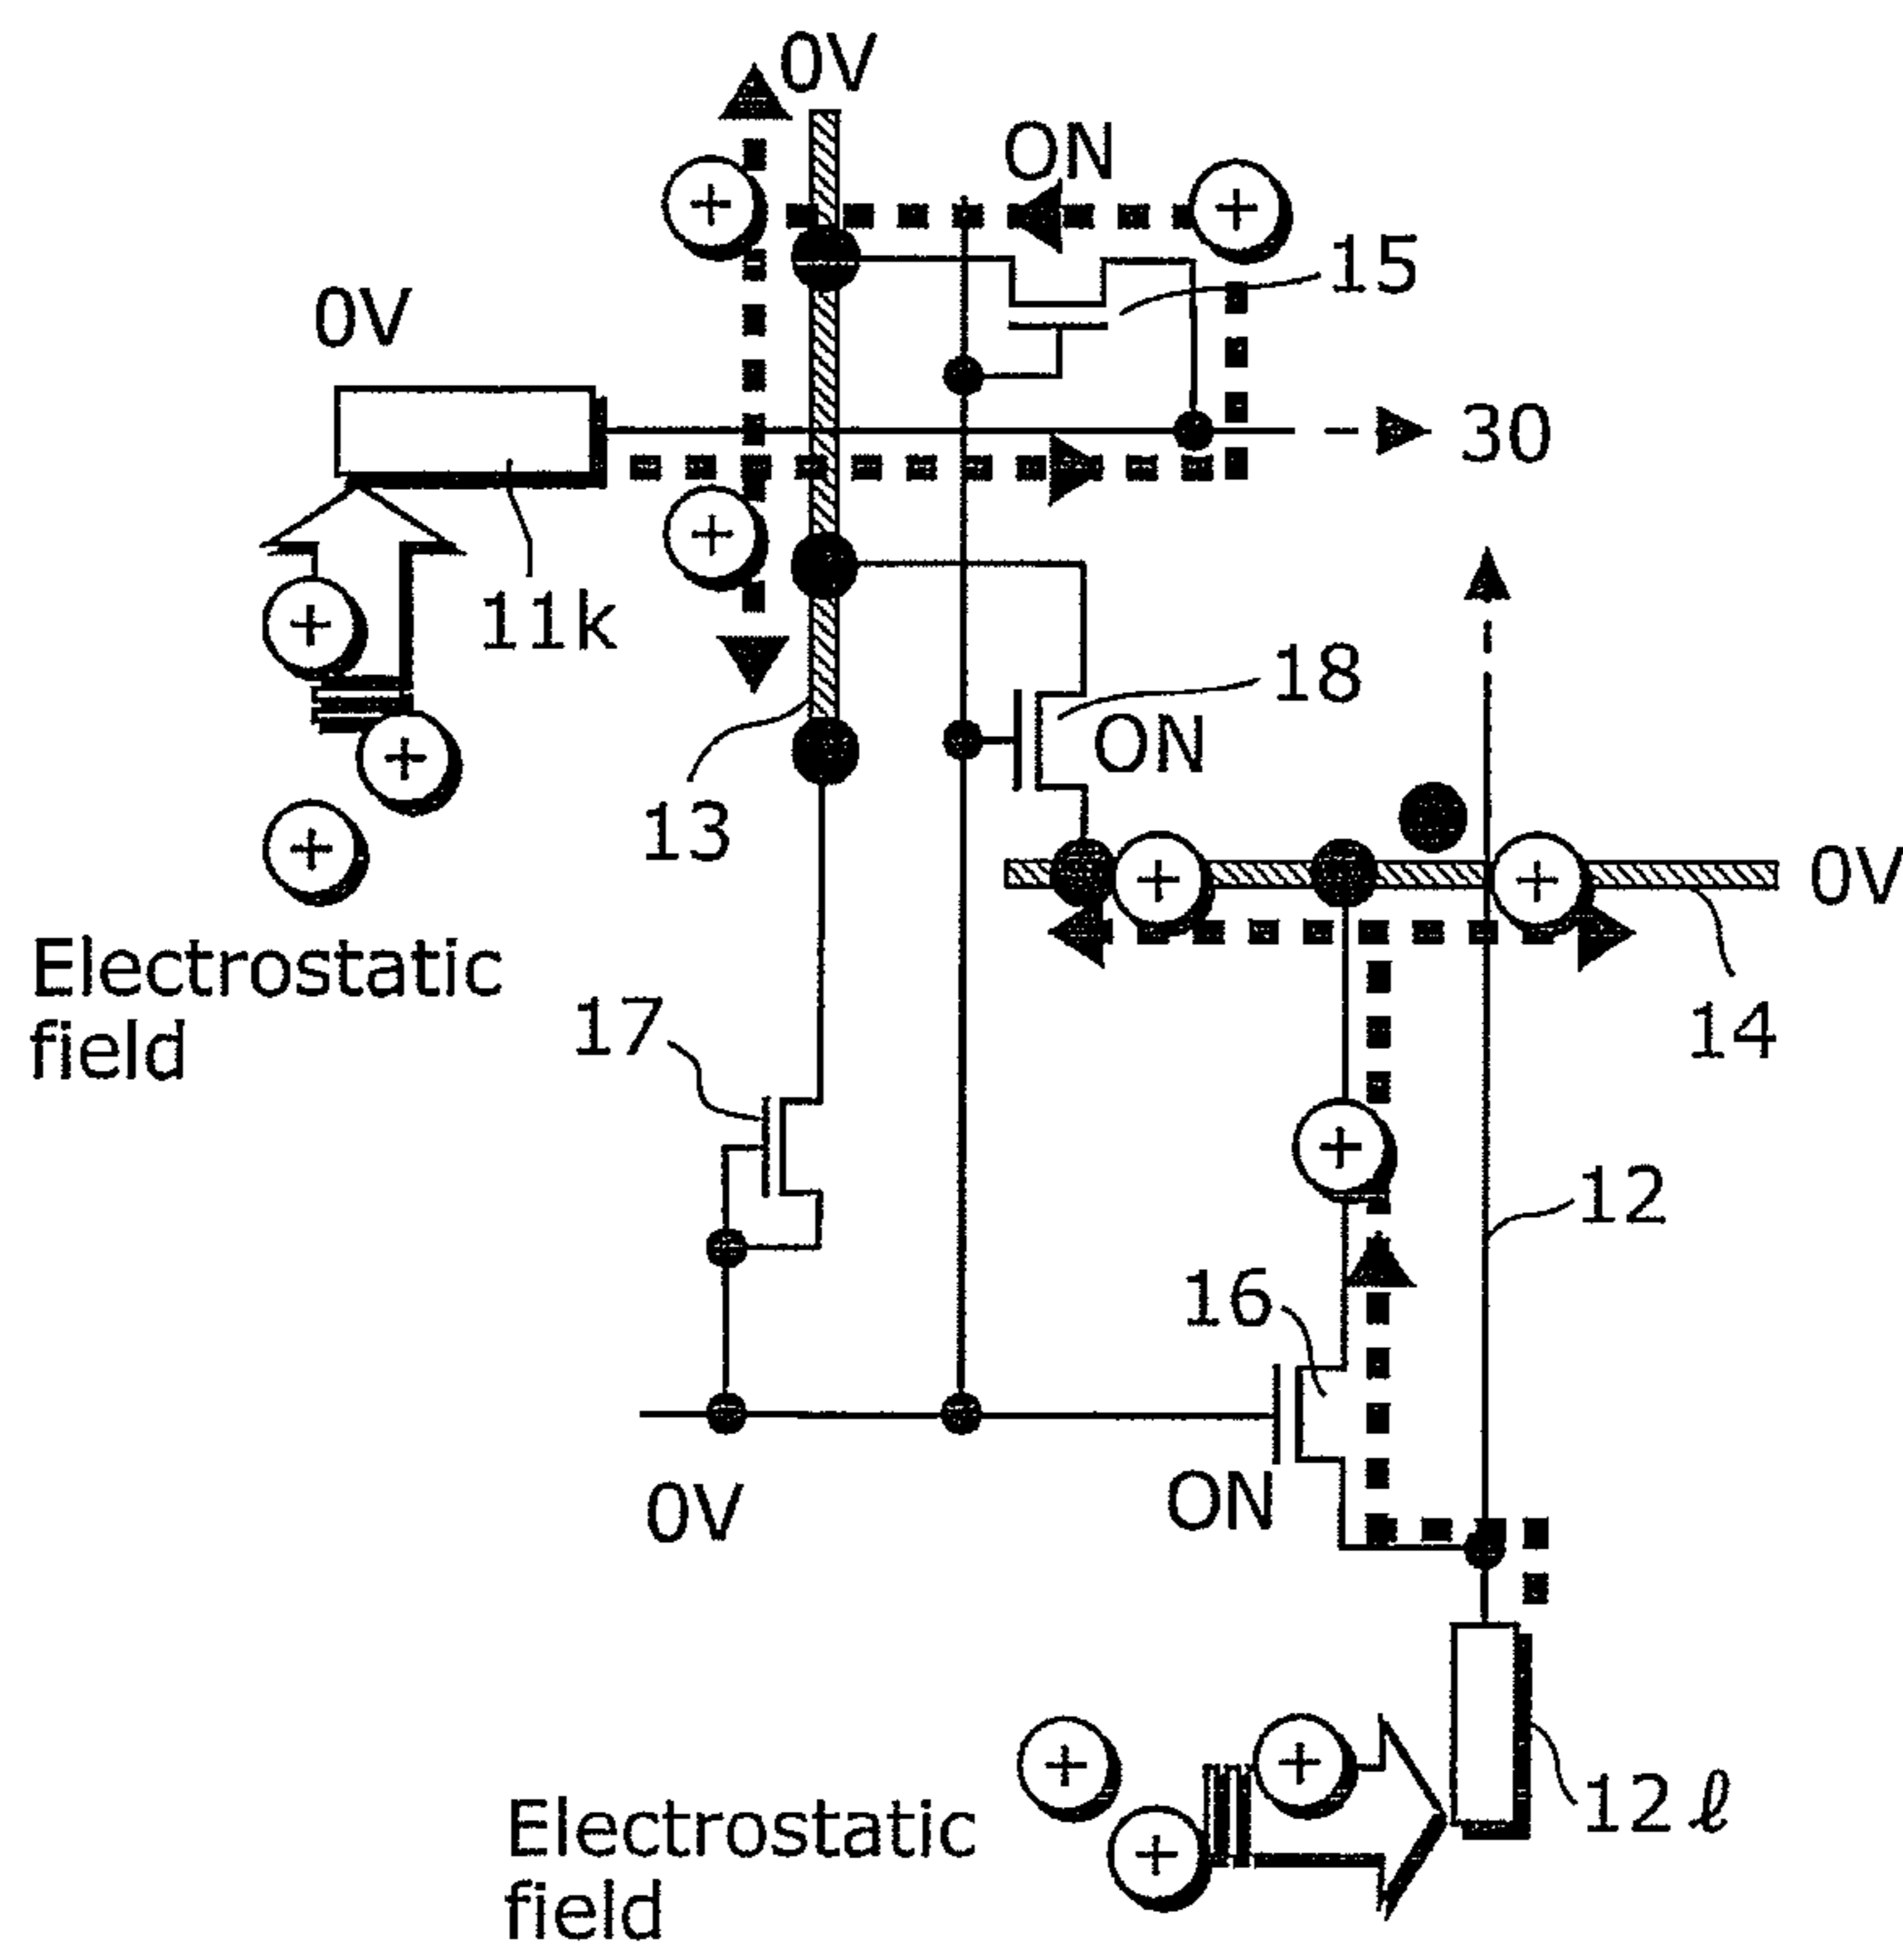 0V
ON
15
0V
30
11k
18
ON
13
0V
Electrostatic
field
17
14
12
16
0V
ON
12ℓ
Electrostatic
field